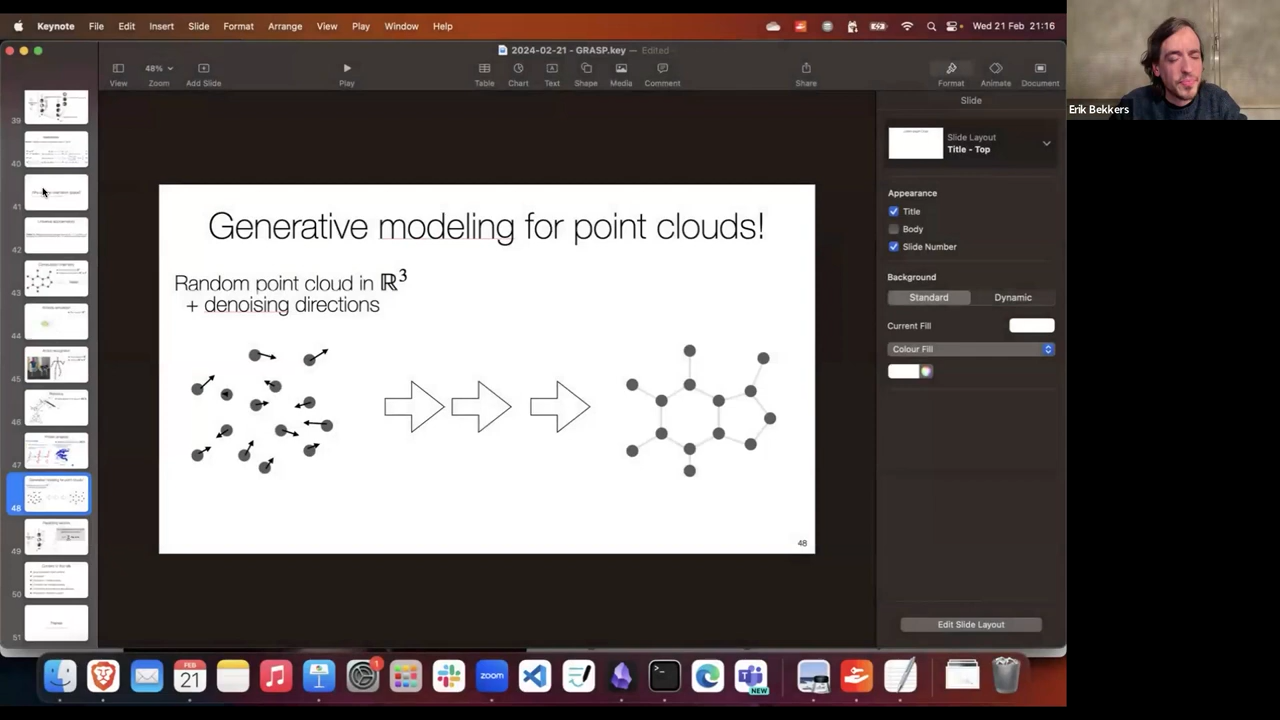 Keynote File Edit Insert Slide Format Arrange View Play Window Help Wed 21 Feb 21:16
2024-02-21 - GRASP.key — Edited
48%
View Zoom Add Slide Play Table Chart Text Shape Media Comment Share Format Animate Document
Slide
Slide Layout
Title - Top
Appearance
Title
Body
Slide Number
Background
Standard Dynamic
Current Fill
Colour Fill
Edit Slide Layout
39
40
41
42
43
44
45
46
47
48
49
50
51
Generative modeling for point clouds!
Random point cloud in ℝ³
+ denoising directions
48
Erik Bekkers
FEB
21
1
zoom
NEW